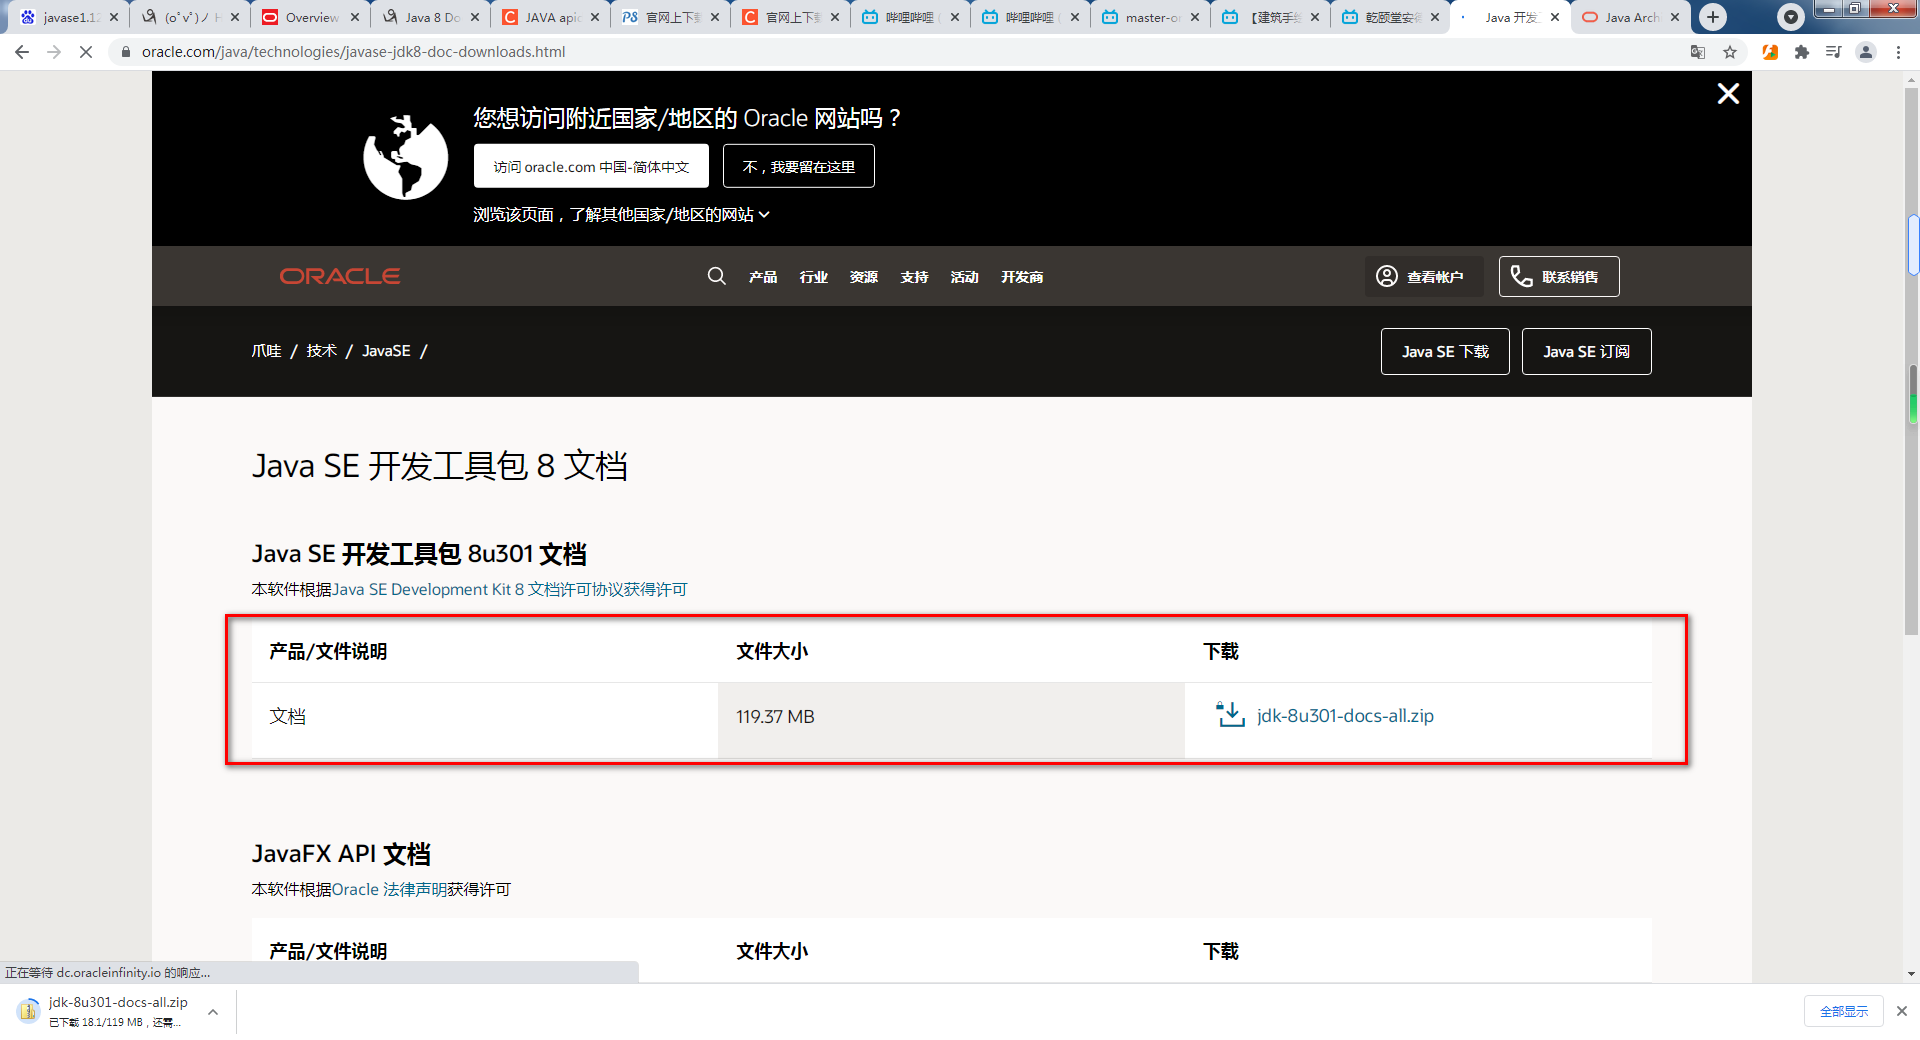 javase1.1
(oﾟvﾟ)ノ H
Overview
Java 8 Do
JAVA api
官网上下载
官网上下载
哔哩哔哩 (
哔哩哔哩 (
master-or
【建筑手绘
乾颐堂安德
Java 开发
Java Arch
oracle.com/java/technologies/javase-jdk8-doc-downloads.html
您想访问附近国家/地区的 Oracle 网站吗？
访问 oracle.com 中国-简体中文
不，我要留在这里
浏览该页面，了解其他国家/地区的网站
ORACLE
产品
行业
资源
支持
活动
开发商
查看帐户
联系销售
爪哇 / 技术 / JavaSE /
Java SE 下载
Java SE 订阅
Java SE 开发工具包 8 文档
Java SE 开发工具包 8u301 文档
本软件根据Java SE Development Kit 8 文档许可协议获得许可
产品/文件说明
文件大小
下载
文档
119.37 MB
jdk-8u301-docs-all.zip
JavaFX API 文档
本软件根据Oracle 法律声明获得许可
产品/文件说明
文件大小
下载
正在等待 dc.oracleinfinity.io 的响应...
jdk-8u301-docs-all.zip
已下载 18.1/119 MB，还需...
全部显示